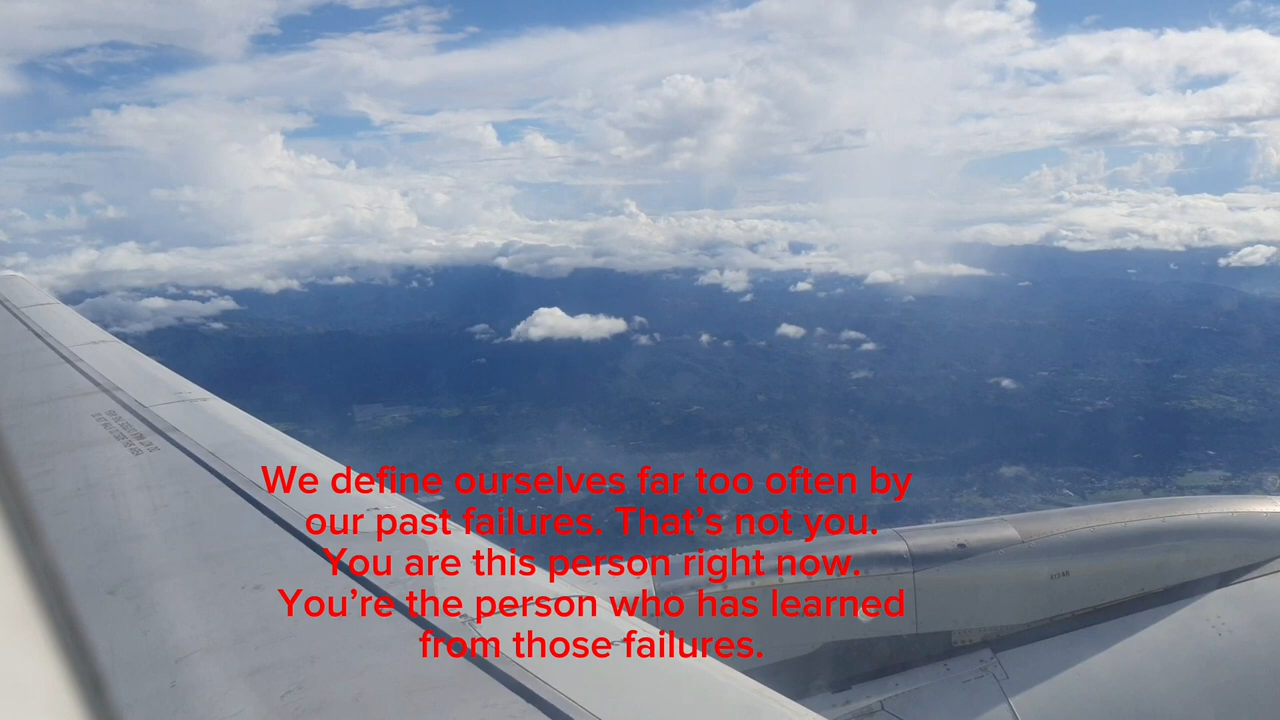 We define ourselves far too often by
our past failures. That’s not you.
You are this person right now.
You’re the person who has learned
from those failures.